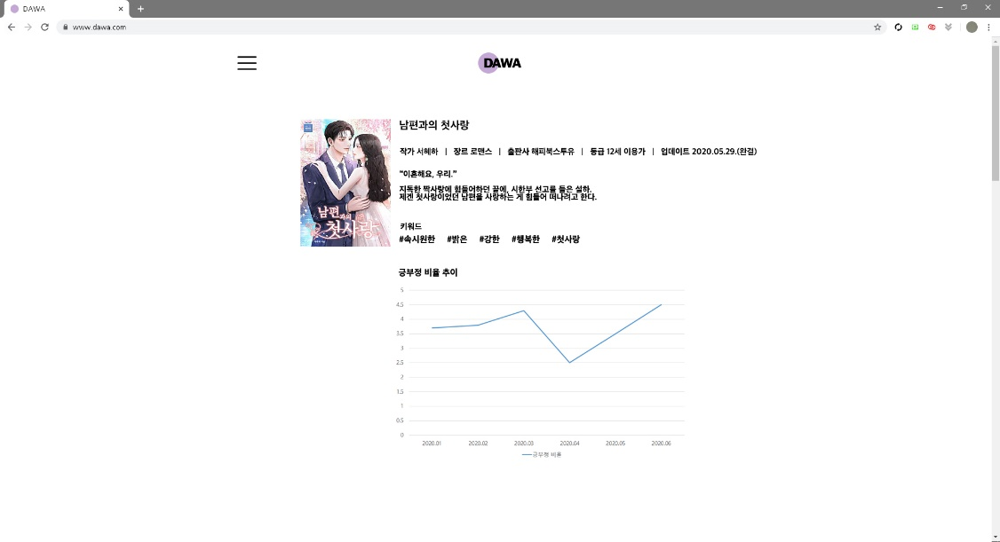 DAWA
www.dawa.com
DAWA
남편과의 첫사랑
작가 서혜하 | 장르 로맨스 | 출판사 해피북스투유 | 등급 12세 이용가 | 업데이트 2020.05.29.(완결)
"이혼해요, 우리."
지독한 짝사랑에 힘들어하던 끝에, 시한부 선고를 들은 설하.
제겐 첫사랑이었던 남편을 사랑하는 게 힘들어 떠나려고 한다.
남편과의
첫사랑
키워드
#속시원한 #밝은 #강한 #행복한 #첫사랑
긍부정 비율 추이
5
4.5
4
3.5
3
2.5
2
1.5
1
0.5
0
2020.01 2020.02 2020.03 2020.04 2020.05 2020.06
긍부정 비율